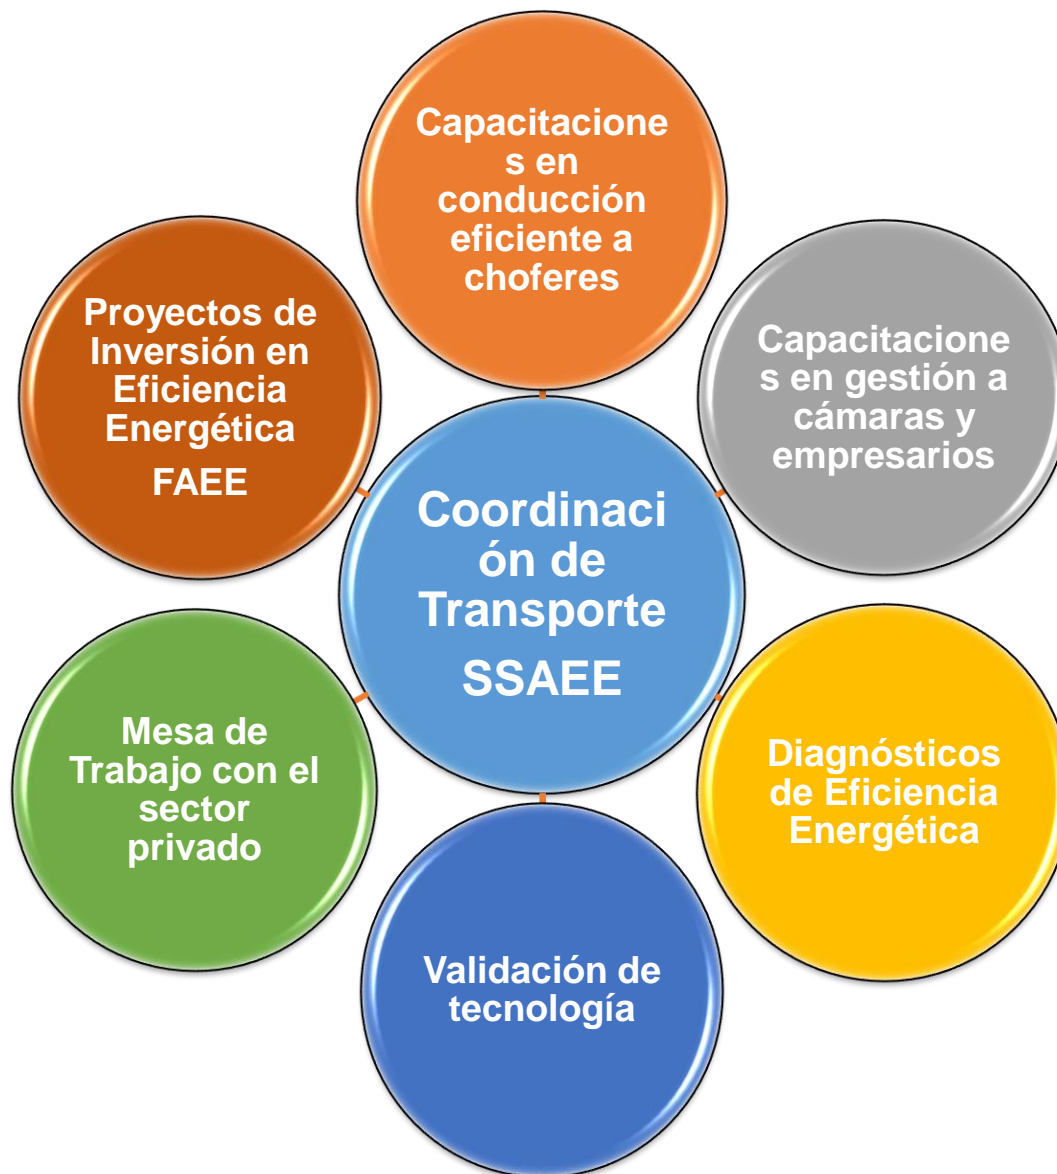 Capacitacione
s en
conducción
eficiente a
choferes
Proyectos de
Inversión en
Eficiencia
Energética
FAEE
Capacitacione
s en gestión a
cámaras y
empresarios
Coordinaci
ón de
Transporte
SSAEE
Mesa de
Trabajo con el
sector
privado
Diagnósticos
de Eficiencia
Energética
Validación de
tecnología